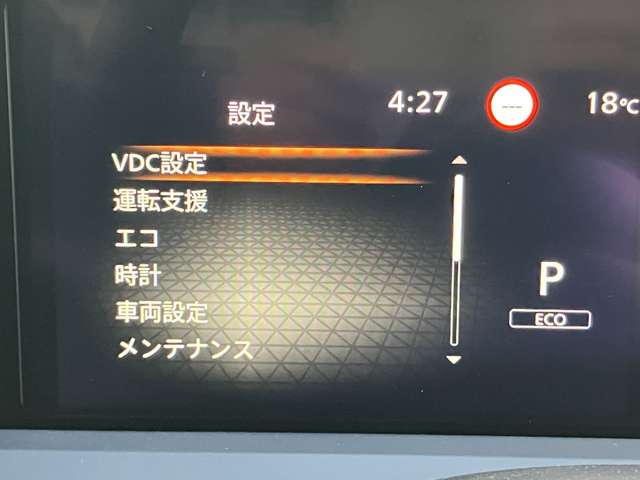 設定 4:27 --- 18℃
VDC設定
運転支援
エコ
時計
車両設定
メンテナンス
P
ECO